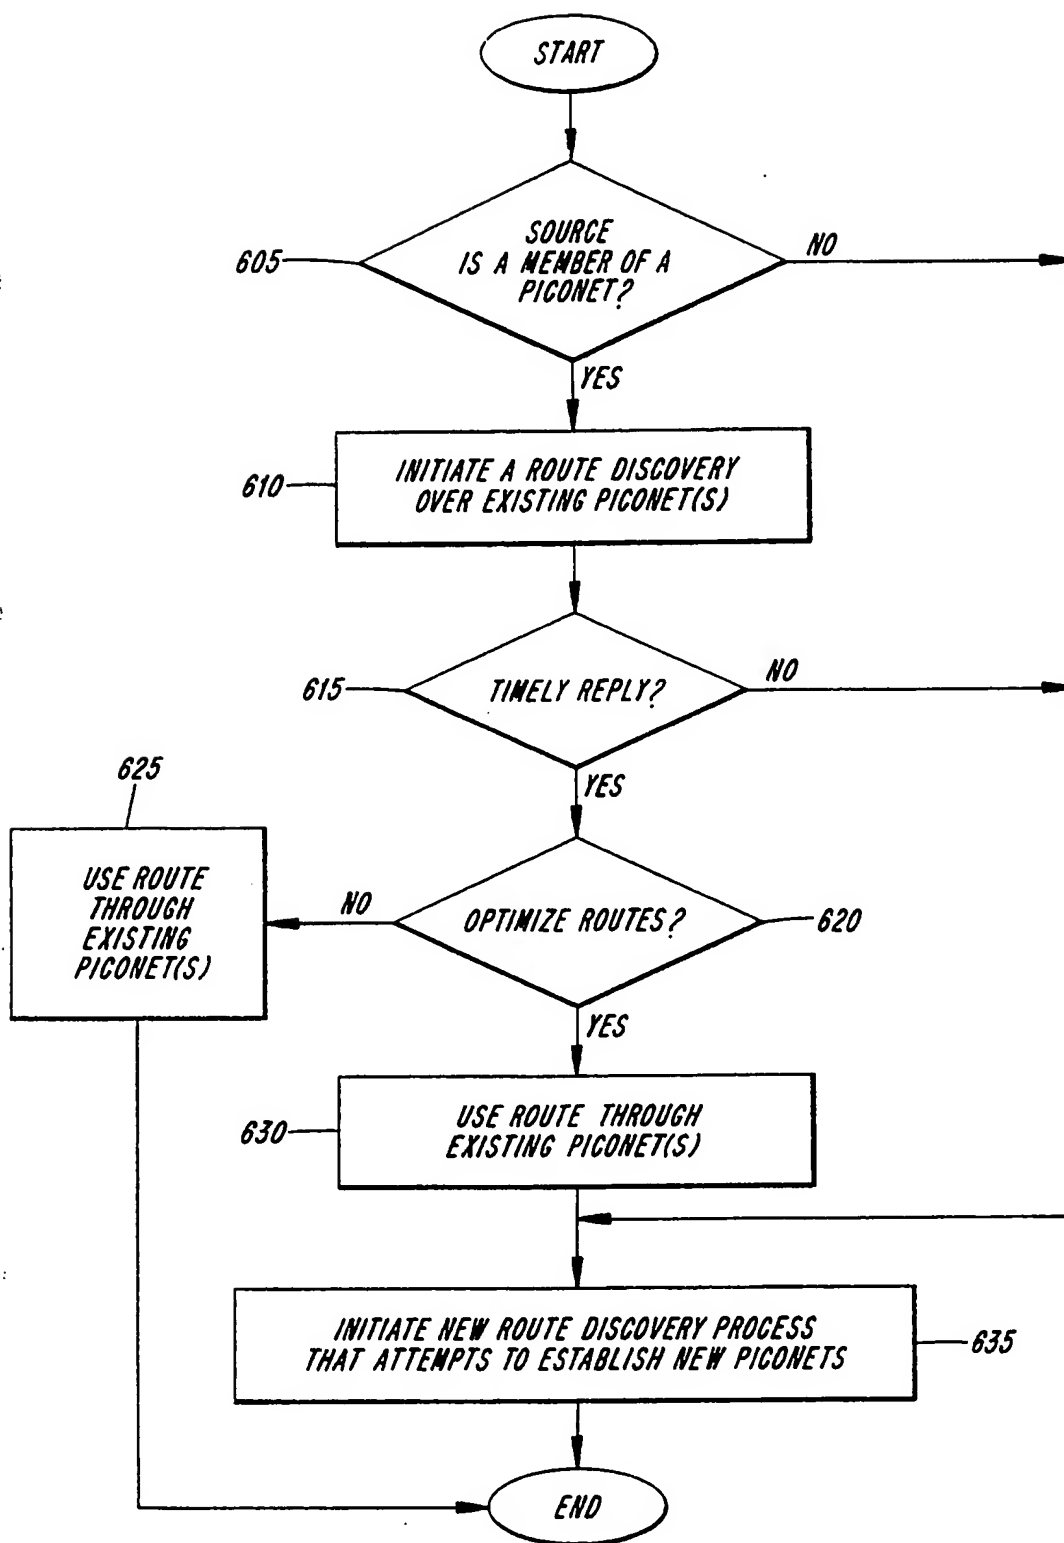 START
SOURCE
IS A MEMBER OF A
PICONET?
605
NO
YES
INITIATE A ROUTE DISCOVERY
OVER EXISTING PICONET(S)
610
TIMELY REPLY?
615
NO
YES
625
USE ROUTE
THROUGH
EXISTING
PICONET(S)
NO
OPTIMIZE ROUTES?
620
YES
USE ROUTE THROUGH
EXISTING PICONET(S)
630
INITIATE NEW ROUTE DISCOVERY PROCESS
THAT ATTEMPTS TO ESTABLISH NEW PICONETS
635
END